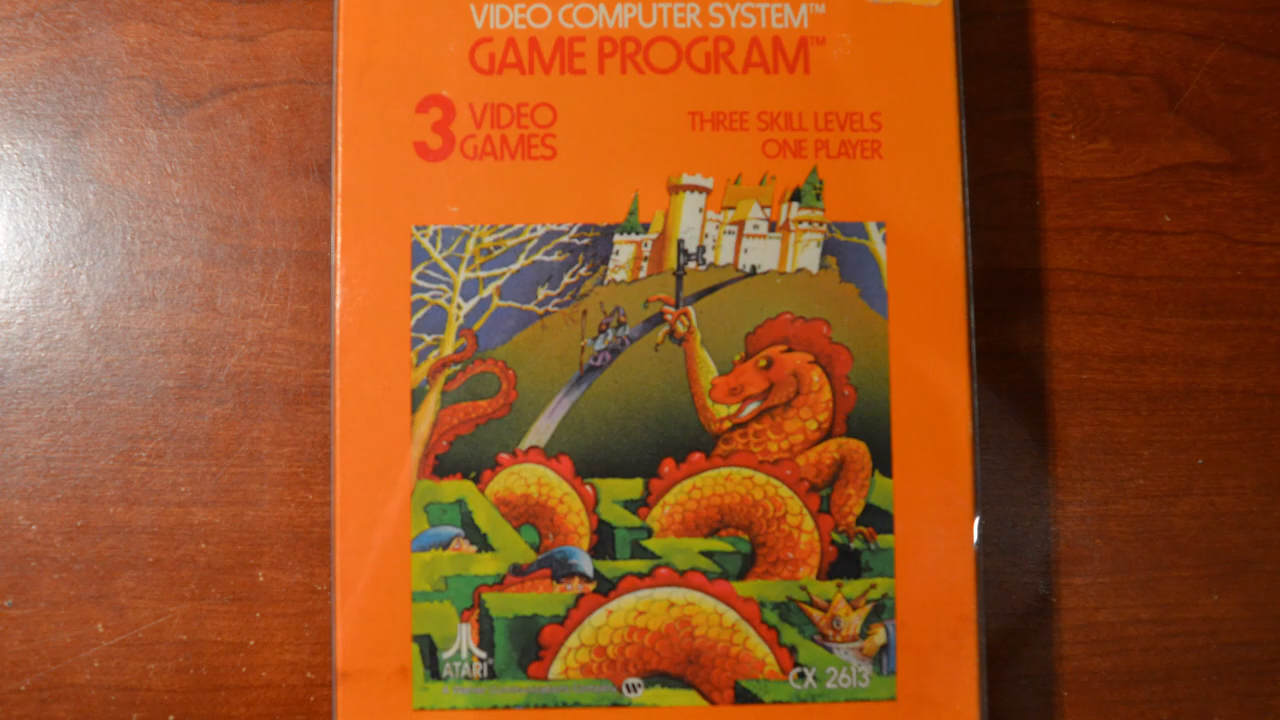 VIDEO COMPUTER SYSTEM™
GAME PROGRAM™
3 VIDEO GAMES
THREE SKILL LEVELS
ONE PLAYER
ATARI®
CX 2613